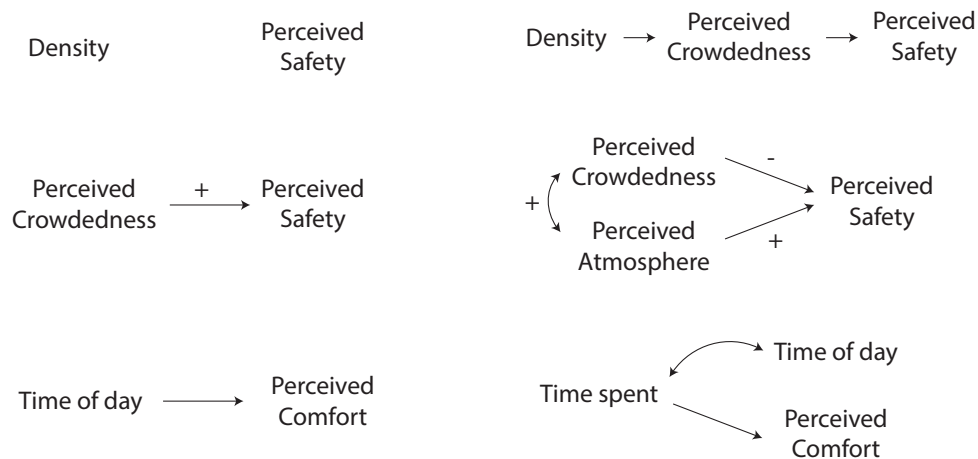 Density
Perceived
Safety
Density
Perceived
Crowdedness
Perceived
Safety
Perceived
Crowdedness
+
Perceived
Safety
+
Perceived
Crowdedness
-
Perceived
Atmosphere
+
Perceived
Safety
Time of day
Perceived
Comfort
Time spent
Time of day
Perceived
Comfort